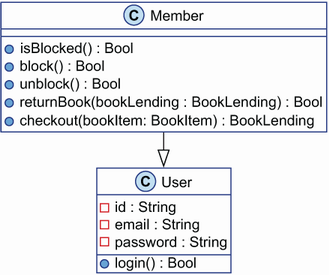 C Member
isBlocked() : Bool
block() : Bool
unblock() : Bool
returnBook(bookLending : BookLending) : Bool
checkout(bookItem: BookItem) : BookLending
C User
id : String
email : String
password : String
login() : Bool